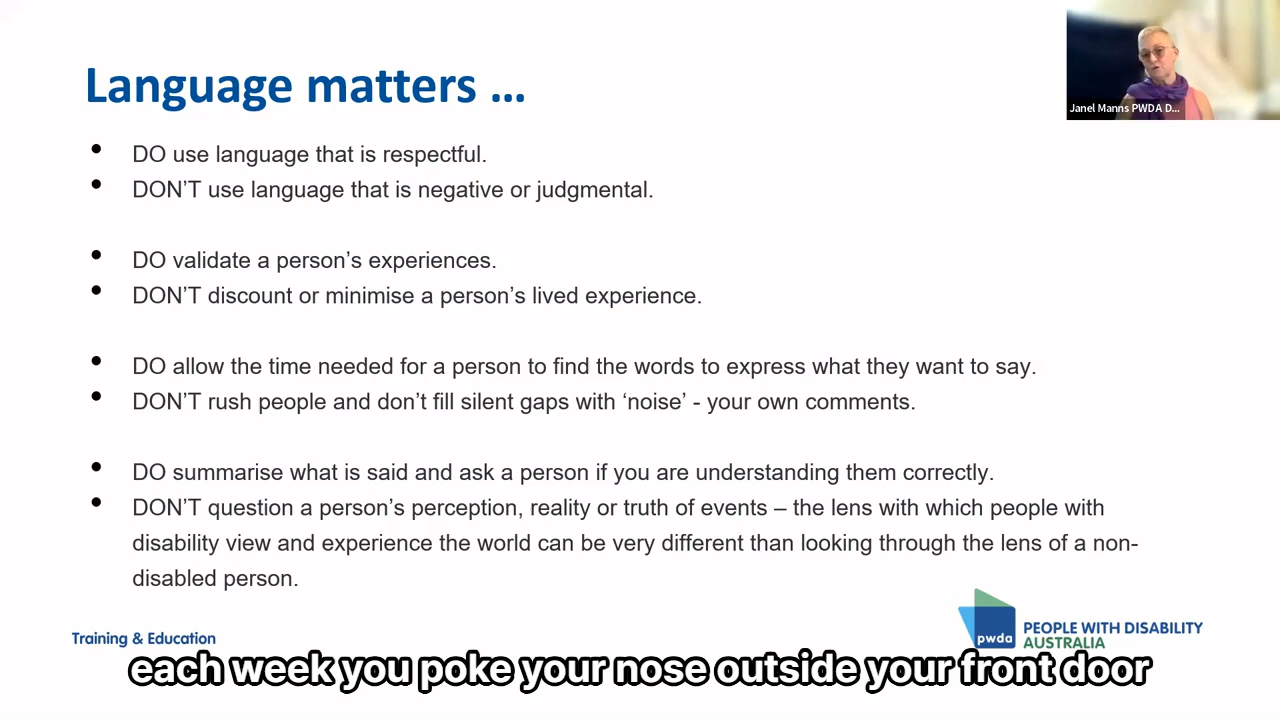 Language matters ...
Janel Manns PWDA D...
• DO use language that is respectful.
• DON’T use language that is negative or judgmental.
• DO validate a person’s experiences.
• DON’T discount or minimise a person’s lived experience.
• DO allow the time needed for a person to find the words to express what they want to say.
• DON’T rush people and don’t fill silent gaps with ‘noise’ - your own comments.
• DO summarise what is said and ask a person if you are understanding them correctly.
• DON’T question a person’s perception, reality or truth of events – the lens with which people with
disability view and experience the world can be very different than looking through the lens of a non-
disabled person.
Training & Education
pwda
PEOPLE WITH DISABILITY
AUSTRALIA
each week you poke your nose outside your front door